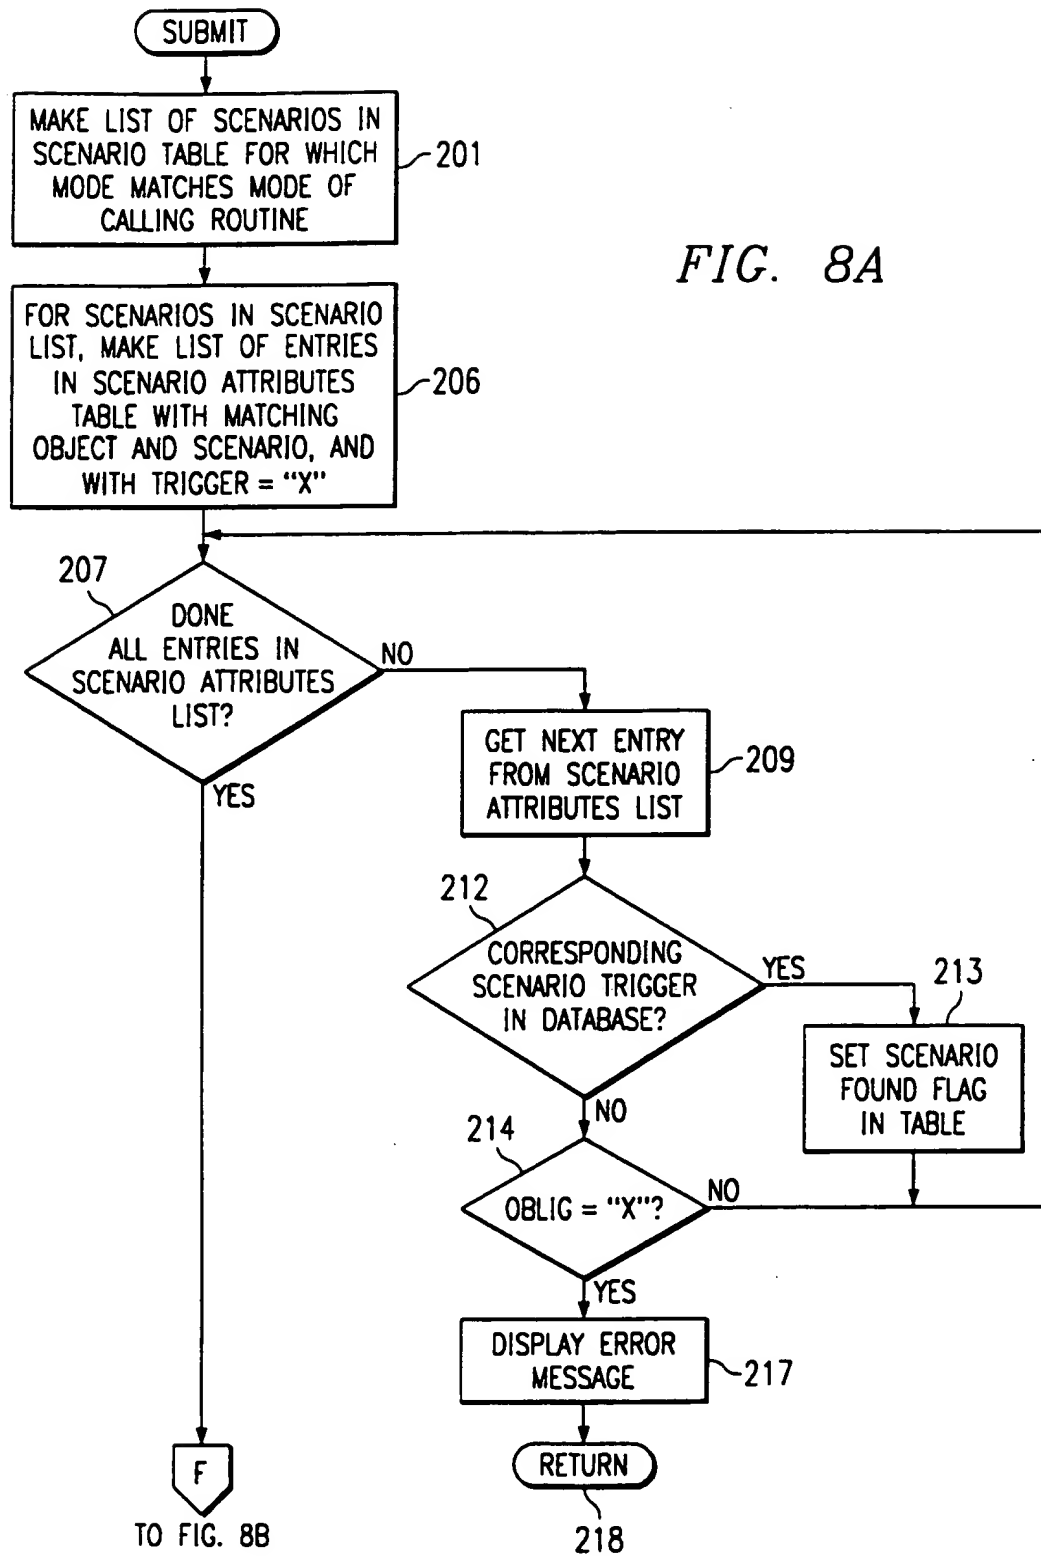 SUBMIT
MAKE LIST OF SCENARIOS IN
SCENARIO TABLE FOR WHICH
MODE MATCHES MODE OF
CALLING ROUTINE
201
FIG. 8A
FOR SCENARIOS IN SCENARIO
LIST, MAKE LIST OF ENTRIES
IN SCENARIO ATTRIBUTES
TABLE WITH MATCHING
OBJECT AND SCENARIO, AND
WITH TRIGGER = “X”
206
207
DONE
ALL ENTRIES IN
SCENARIO ATTRIBUTES
LIST?
NO
YES
GET NEXT ENTRY
FROM SCENARIO
ATTRIBUTES LIST
209
212
CORRESPONDING
SCENARIO TRIGGER
IN DATABASE?
YES
NO
213
SET SCENARIO
FOUND FLAG
IN TABLE
214
OBLIG = “X”?
NO
YES
DISPLAY ERROR
MESSAGE
217
RETURN
218
F
TO FIG. 8B